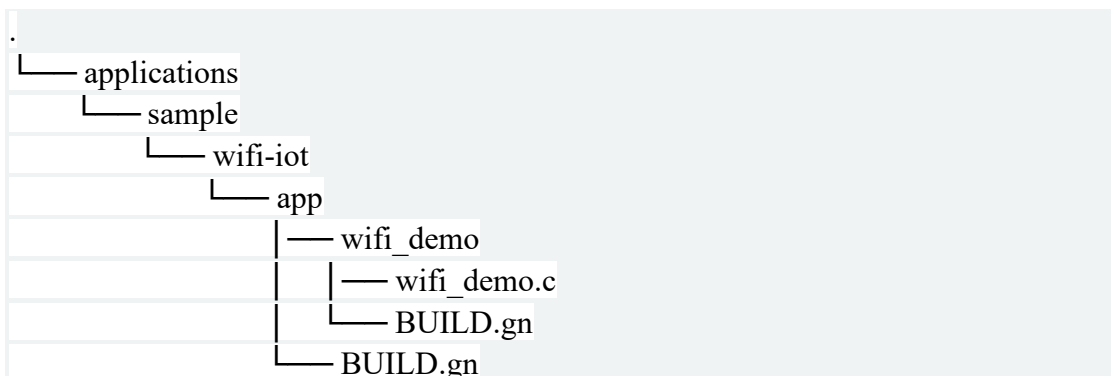 .
└── applications
    └── sample
        └── wifi-iot
            └── app
                │── wifi_demo
                │   │── wifi_demo.c
                │   └── BUILD.gn
                └── BUILD.gn